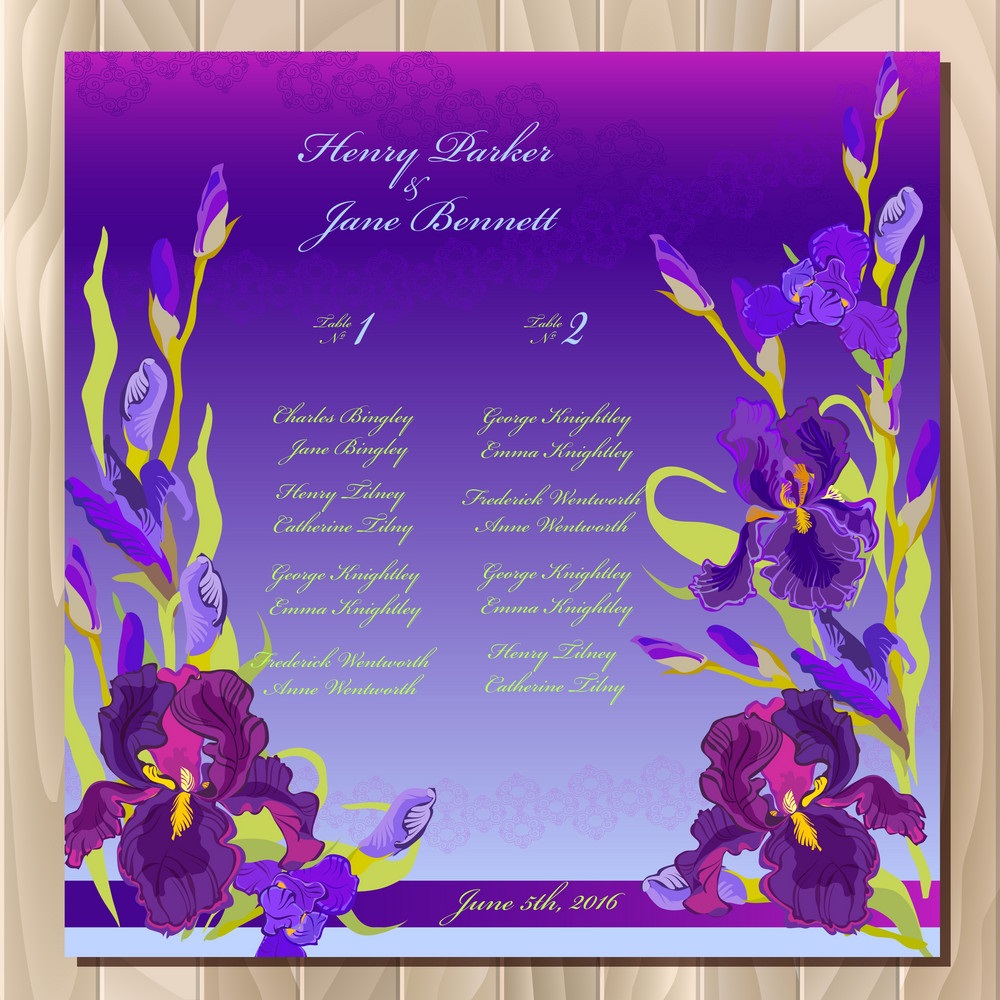 Henry Parker
&
Jane Bennett
Table
№ 1
Charles Bingley
Jane Bingley
Henry Tilney
Catherine Tilny
George Knightley
Emma Knightley
Frederick Wentworth
Anne Wentworth
Table
№ 2
George Knightley
Emma Knightley
Frederick Wentworth
Anne Wentworth
George Knightley
Emma Knightley
Henry Tilney
Catherine Tilny
June 5th, 2016